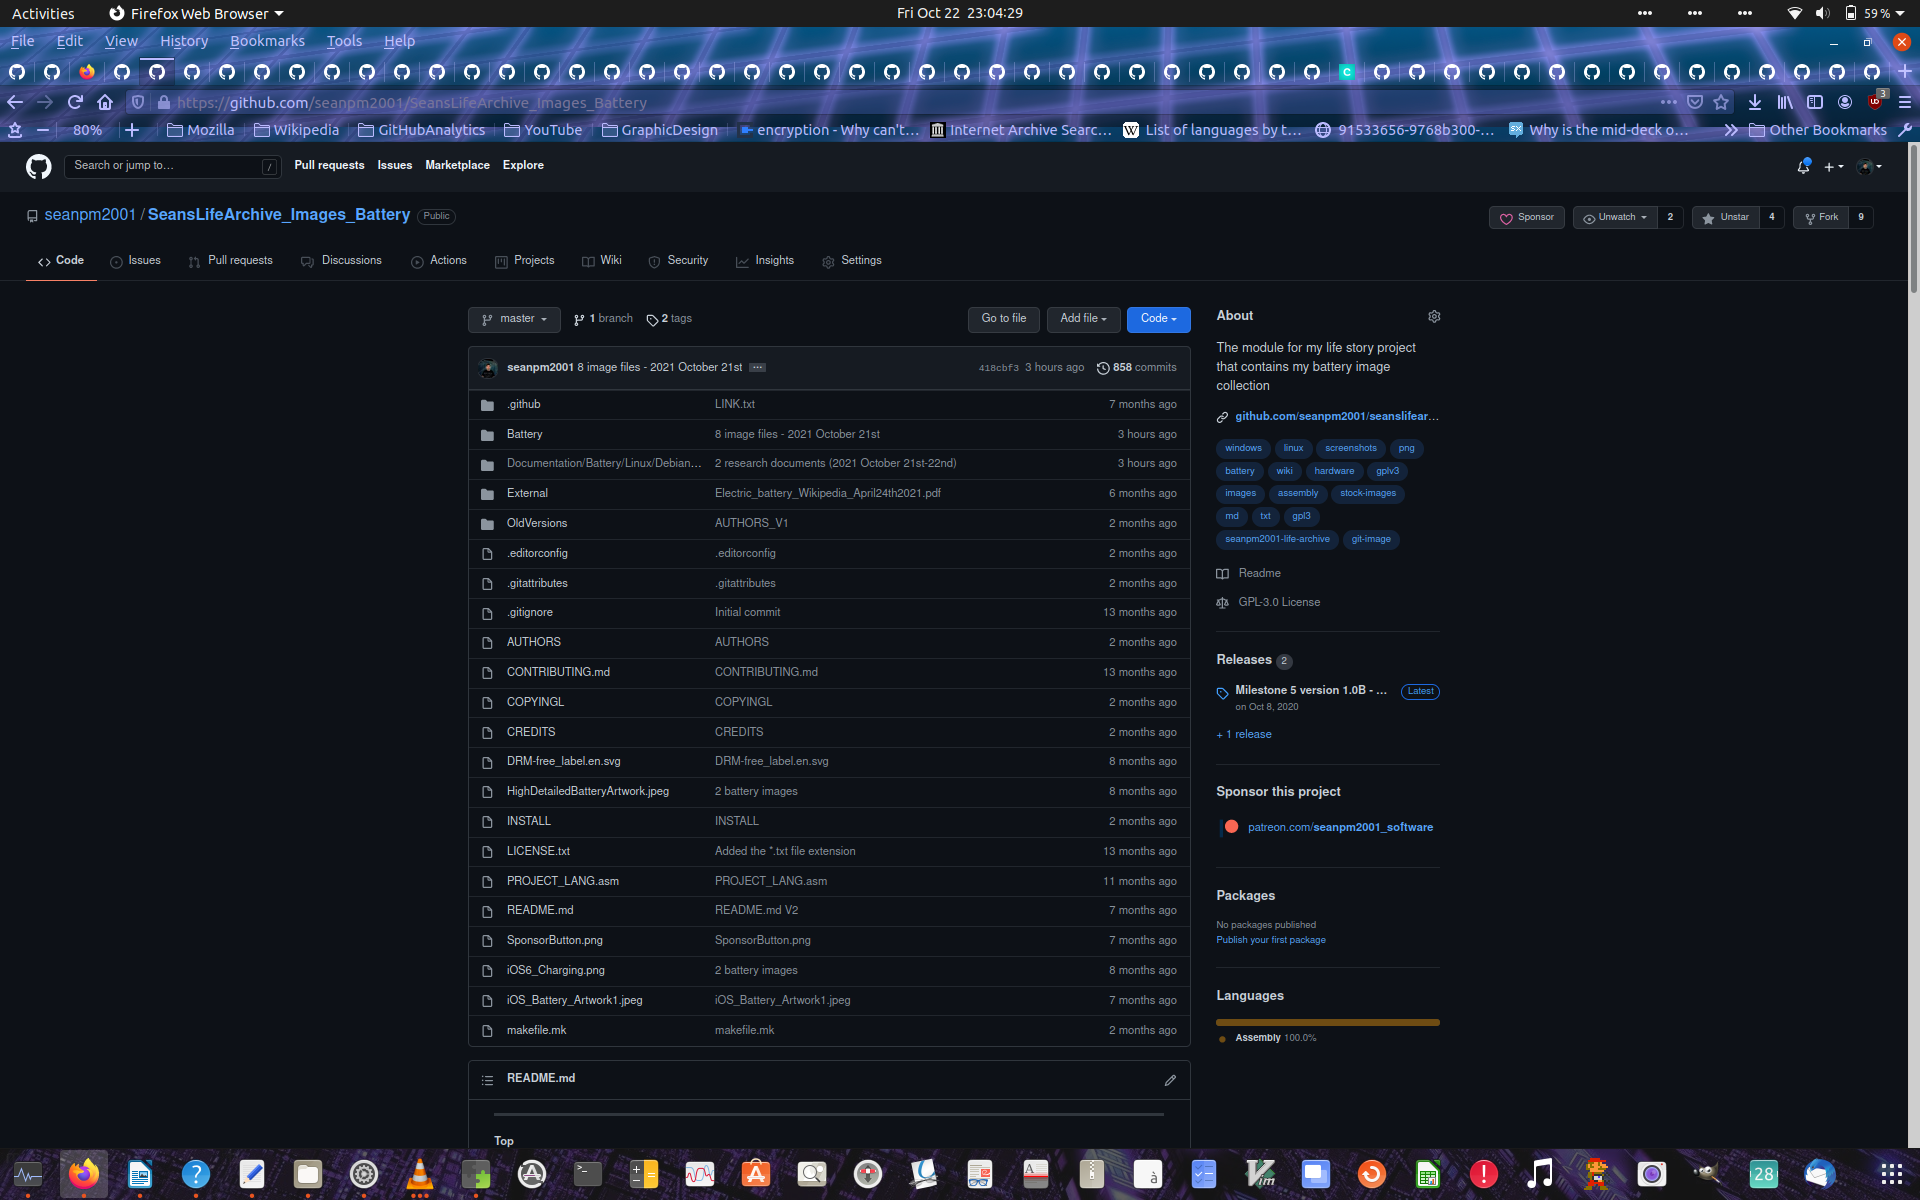 Activities
Firefox Web Browser
Fri Oct 22 23:04:29
59 %
File Edit View History Bookmarks Tools Help
https://github.com/seanpm2001/SeansLifeArchive_Images_Battery
3
80%
Mozilla
Wikipedia
GitHubAnalytics
YouTube
GraphicDesign
encryption - Why can't…
Internet Archive Searc…
List of languages by t…
91533656-9768b300-…
Why is the mid-deck o…
Other Bookmarks
Search or jump to… /
Pull requests Issues Marketplace Explore
seanpm2001 / SeansLifeArchive_Images_Battery Public
Sponsor
Unwatch 2
Unstar 4
Fork 9
Code Issues Pull requests Discussions Actions Projects Wiki Security Insights Settings
master 1 branch 2 tags
Go to file Add file Code
seanpm2001 8 image files - 2021 October 21st ... 418cbf3 3 hours ago 858 commits
.github LINK.txt 7 months ago
Battery 8 image files - 2021 October 21st 3 hours ago
Documentation/Battery/Linux/Debian… 2 research documents (2021 October 21st-22nd) 3 hours ago
External Electric_battery_Wikipedia_April24th2021.pdf 6 months ago
OldVersions AUTHORS_V1 2 months ago
.editorconfig .editorconfig 2 months ago
.gitattributes .gitattributes 2 months ago
.gitignore Initial commit 13 months ago
AUTHORS AUTHORS 2 months ago
CONTRIBUTING.md CONTRIBUTING.md 13 months ago
COPYINGL COPYINGL 2 months ago
CREDITS CREDITS 2 months ago
DRM-free_label.en.svg DRM-free_label.en.svg 8 months ago
HighDetailedBatteryArtwork.jpeg 2 battery images 8 months ago
INSTALL INSTALL 2 months ago
LICENSE.txt Added the *.txt file extension 13 months ago
PROJECT_LANG.asm PROJECT_LANG.asm 11 months ago
README.md README.md V2 7 months ago
SponsorButton.png SponsorButton.png 7 months ago
iOS6_Charging.png 2 battery images 8 months ago
iOS_Battery_Artwork1.jpeg iOS_Battery_Artwork1.jpeg 7 months ago
makefile.mk makefile.mk 2 months ago
README.md
Top
About
The module for my life story project
that contains my battery image
collection
github.com/seanpm2001/seanslifear…
windows linux screenshots png
battery wiki hardware gplv3
images assembly stock-images
md txt gpl3
seanpm2001-life-archive git-image
Readme
GPL-3.0 License
Releases 2
Milestone 5 version 1.0B - … Latest
on Oct 8, 2020
+ 1 release
Sponsor this project
patreon.com/seanpm2001_software
Packages
No packages published
Publish your first package
Languages
Assembly 100.0%
28